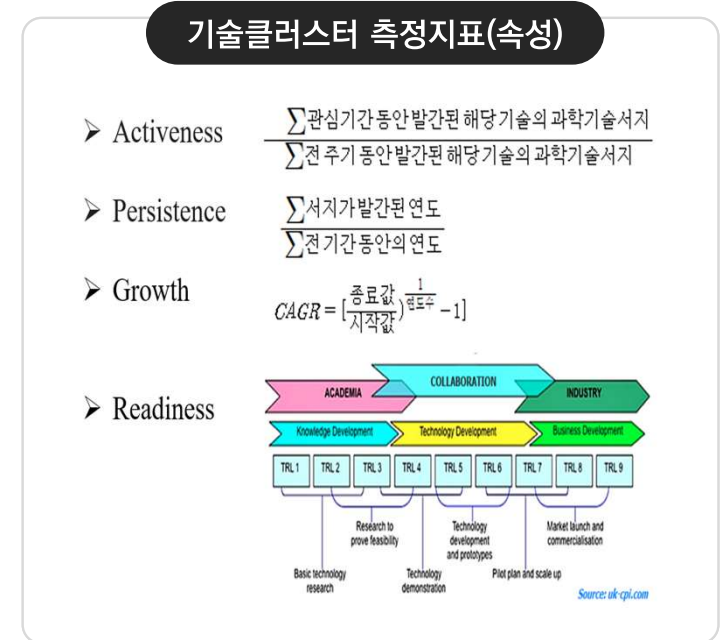 기술클러스터 측정지표(속성)
➢ Activeness
∑관심기간동안발간된해당기술의과학기술서지
∑전주기동안발간된해당기술의과학기술서지
➢ Persistence
∑서지가발간된연도
∑전기간동안의연도
➢ Growth
CAGR = [종료값/시작값)^1/연도수 − 1]
➢ Readiness
ACADEMIA
COLLABORATION
INDUSTRY
Knowledge Development
Technology Development
Business Development
TRL 1 TRL 2 TRL 3 TRL 4 TRL 5 TRL 6 TRL 7 TRL 8 TRL 9
Research to
prove feasibility
Technology
development
and prototypes
Market launch and
commercialisation
Basic technology
research
Technology
demonstration
Pilot plan and scale up
Source: uk-cpi.com